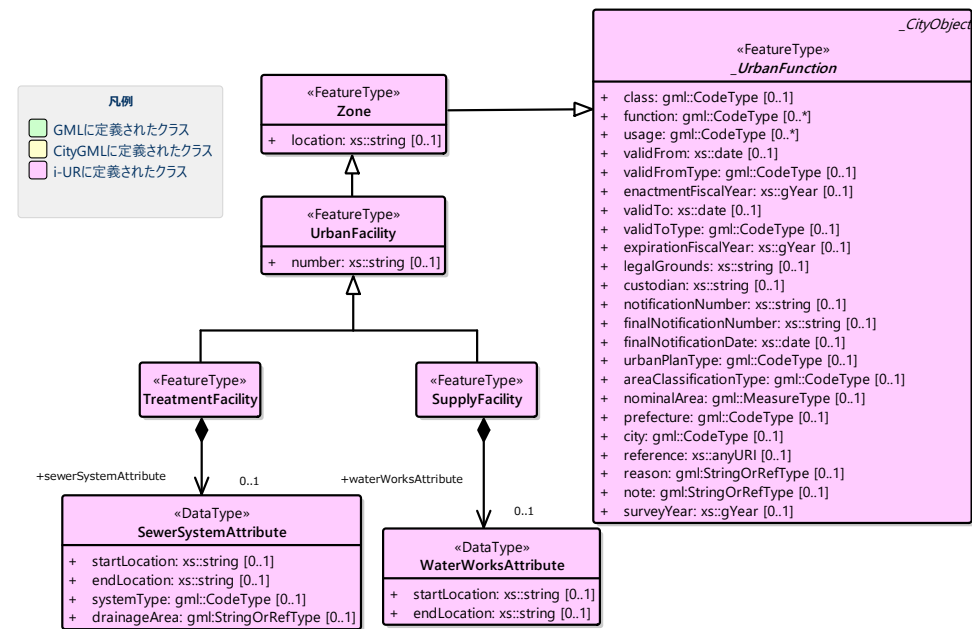 凡例
GMLに定義されたクラス
CityGMLに定義されたクラス
i-URに定義されたクラス
«FeatureType»
Zone
+ location: xs::string [0..1]
«FeatureType»
UrbanFacility
+ number: xs::string [0..1]
«FeatureType»
TreatmentFacility
«FeatureType»
SupplyFacility
+sewerSystemAttribute
0..1
+waterWorksAttribute
0..1
«DataType»
SewerSystemAttribute
+ startLocation: xs::string [0..1]
+ endLocation: xs::string [0..1]
+ systemType: gml::CodeType [0..1]
+ drainageArea: gml:StringOrRefType [0..1]
«DataType»
WaterWorksAttribute
+ startLocation: xs::string [0..1]
+ endLocation: xs::string [0..1]
_CityObject
«FeatureType»
_UrbanFunction
+ class: gml::CodeType [0..1]
+ function: gml::CodeType [0..*]
+ usage: gml::CodeType [0..*]
+ validFrom: xs::date [0..1]
+ validFromType: gml::CodeType [0..1]
+ enactmentFiscalYear: xs::gYear [0..1]
+ validTo: xs::date [0..1]
+ validToType: gml::CodeType [0..1]
+ expirationFiscalYear: xs::gYear [0..1]
+ legalGrounds: xs::string [0..1]
+ custodian: xs::string [0..1]
+ notificationNumber: xs::string [0..1]
+ finalNotificationNumber: xs::string [0..1]
+ finalNotificationDate: xs::date [0..1]
+ urbanPlanType: gml::CodeType [0..1]
+ areaClassificationType: gml::CodeType [0..1]
+ nominalArea: gml::MeasureType [0..1]
+ prefecture: gml::CodeType [0..1]
+ city: gml::CodeType [0..1]
+ reference: xs::anyURI [0..1]
+ reason: gml:StringOrRefType [0..1]
+ note: gml:StringOrRefType [0..1]
+ surveyYear: xs::gYear [0..1]